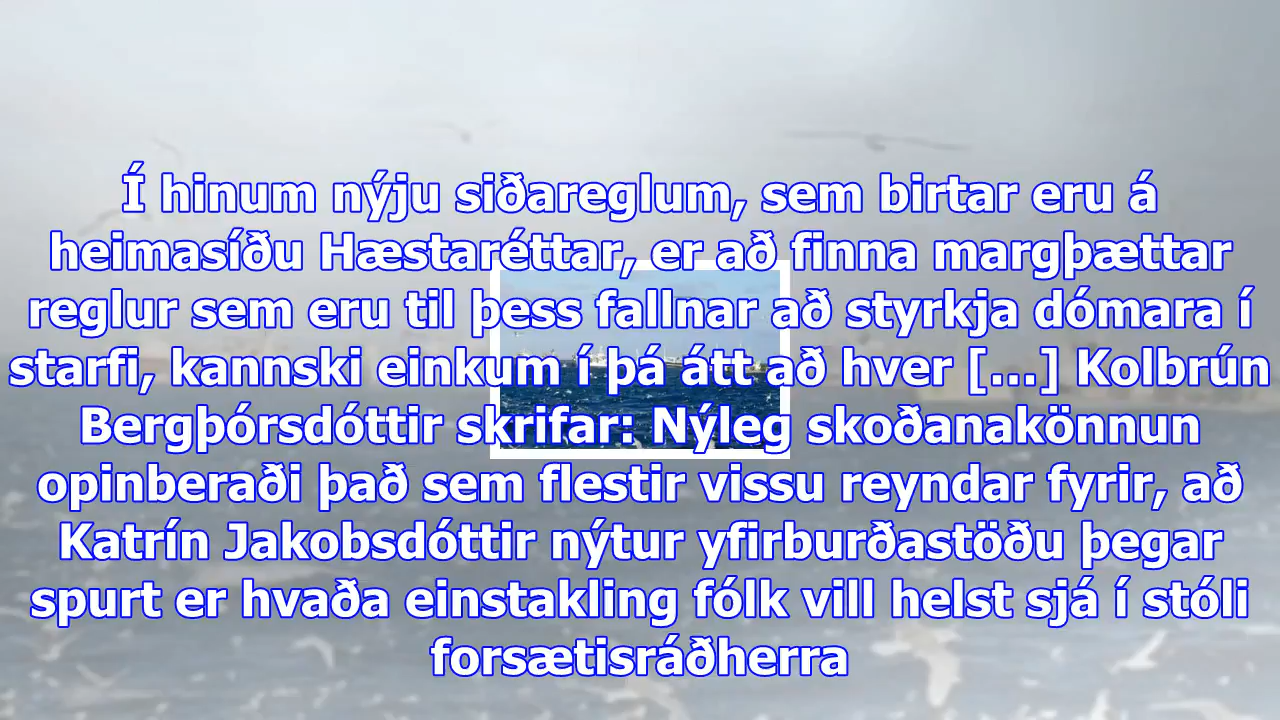 Í hinum nýju siðareglum, sem birtar eru á
heimasíðu Hæstaréttar, er að finna margþættar
reglur sem eru til þess fallnar að styrkja dómara í
starfi, kannski einkum í þá átt að hver [...] Kolbrún
Bergþórsdóttir skrifar: Nýleg skoðanakönnun
opinberaði það sem flestir vissu reyndar fyrir, að
Katrín Jakobsdóttir nýtur yfirburðastöðu þegar
spurt er hvaða einstakling fólk vill helst sjá í stóli
forsætisráðherra